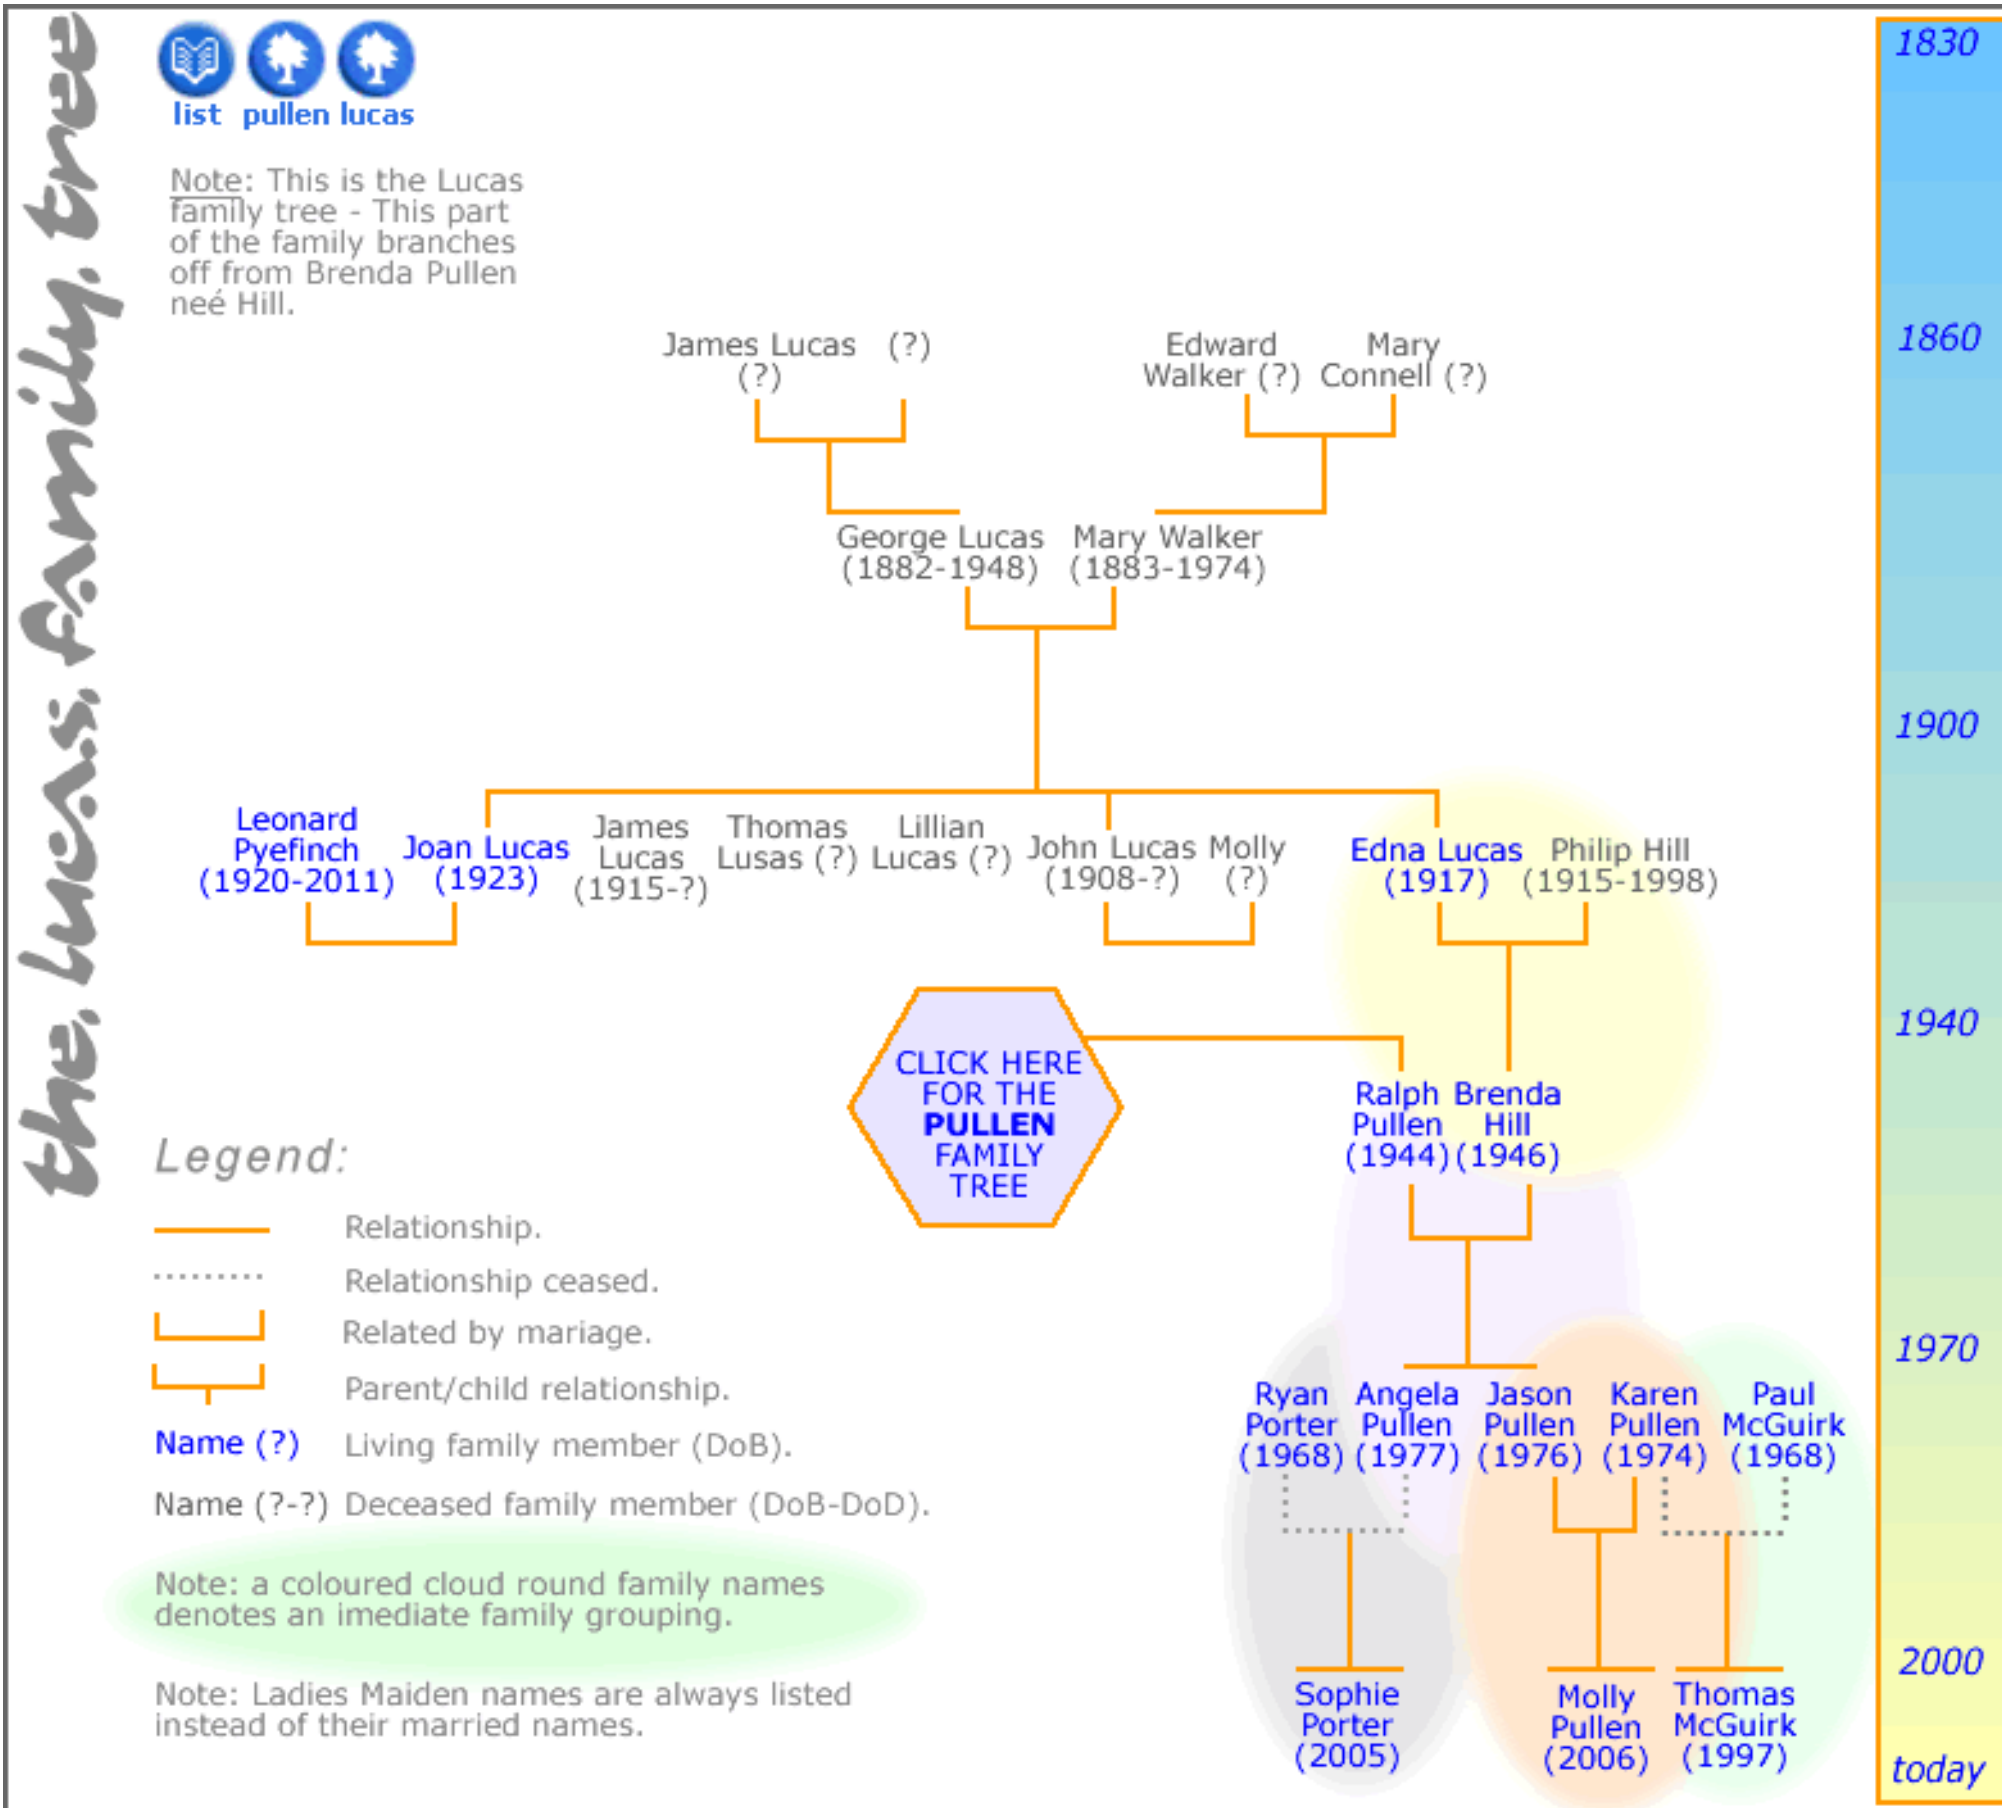 the. Lucas. family. tree
list pullen lucas
Note: This is the Lucas
family tree - This part
of the family branches
off from Brenda Pullen
neé Hill.
James Lucas (?)
(?)
Edward
Walker (?)
Mary
Connell (?)
George Lucas
(1882-1948)
Mary Walker
(1883-1974)
Leonard
Pyefinch
(1920-2011)
Joan Lucas
(1923)
James
Lucas
(1915-?)
Thomas
Lusas (?)
Lillian
Lucas (?)
John Lucas
(1908-?)
Molly
(?)
Edna Lucas
(1917)
Philip Hill
(1915-1998)
CLICK HERE
FOR THE
PULLEN
FAMILY
TREE
Ralph
Pullen
(1944)
Brenda
Hill
(1946)
Ryan
Porter
(1968)
Angela
Pullen
(1977)
Jason
Pullen
(1976)
Karen
Pullen
(1974)
Paul
McGuirk
(1968)
Sophie
Porter
(2005)
Molly
Pullen
(2006)
Thomas
McGuirk
(1997)
Legend:
Relationship.
Relationship ceased.
Related by mariage.
Parent/child relationship.
Name (?) Living family member (DoB).
Name (?-?) Deceased family member (DoB-DoD).
Note: a coloured cloud round family names
denotes an imediate family grouping.
Note: Ladies Maiden names are always listed
instead of their married names.
1830
1860
1900
1940
1970
2000
today